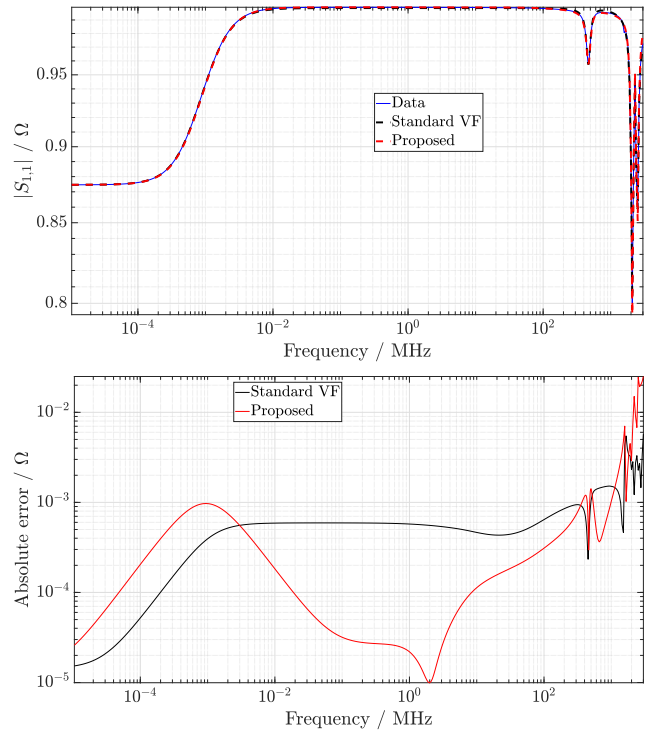 |S1,1| / Ω
0.95
0.9
0.85
0.8
Data
Standard VF
Proposed
10^-4
10^-2
10^0
10^2
Frequency / MHz
Absolute error / Ω
10^-2
10^-3
10^-4
10^-5
Standard VF
Proposed
10^-4
10^-2
10^0
10^2
Frequency / MHz